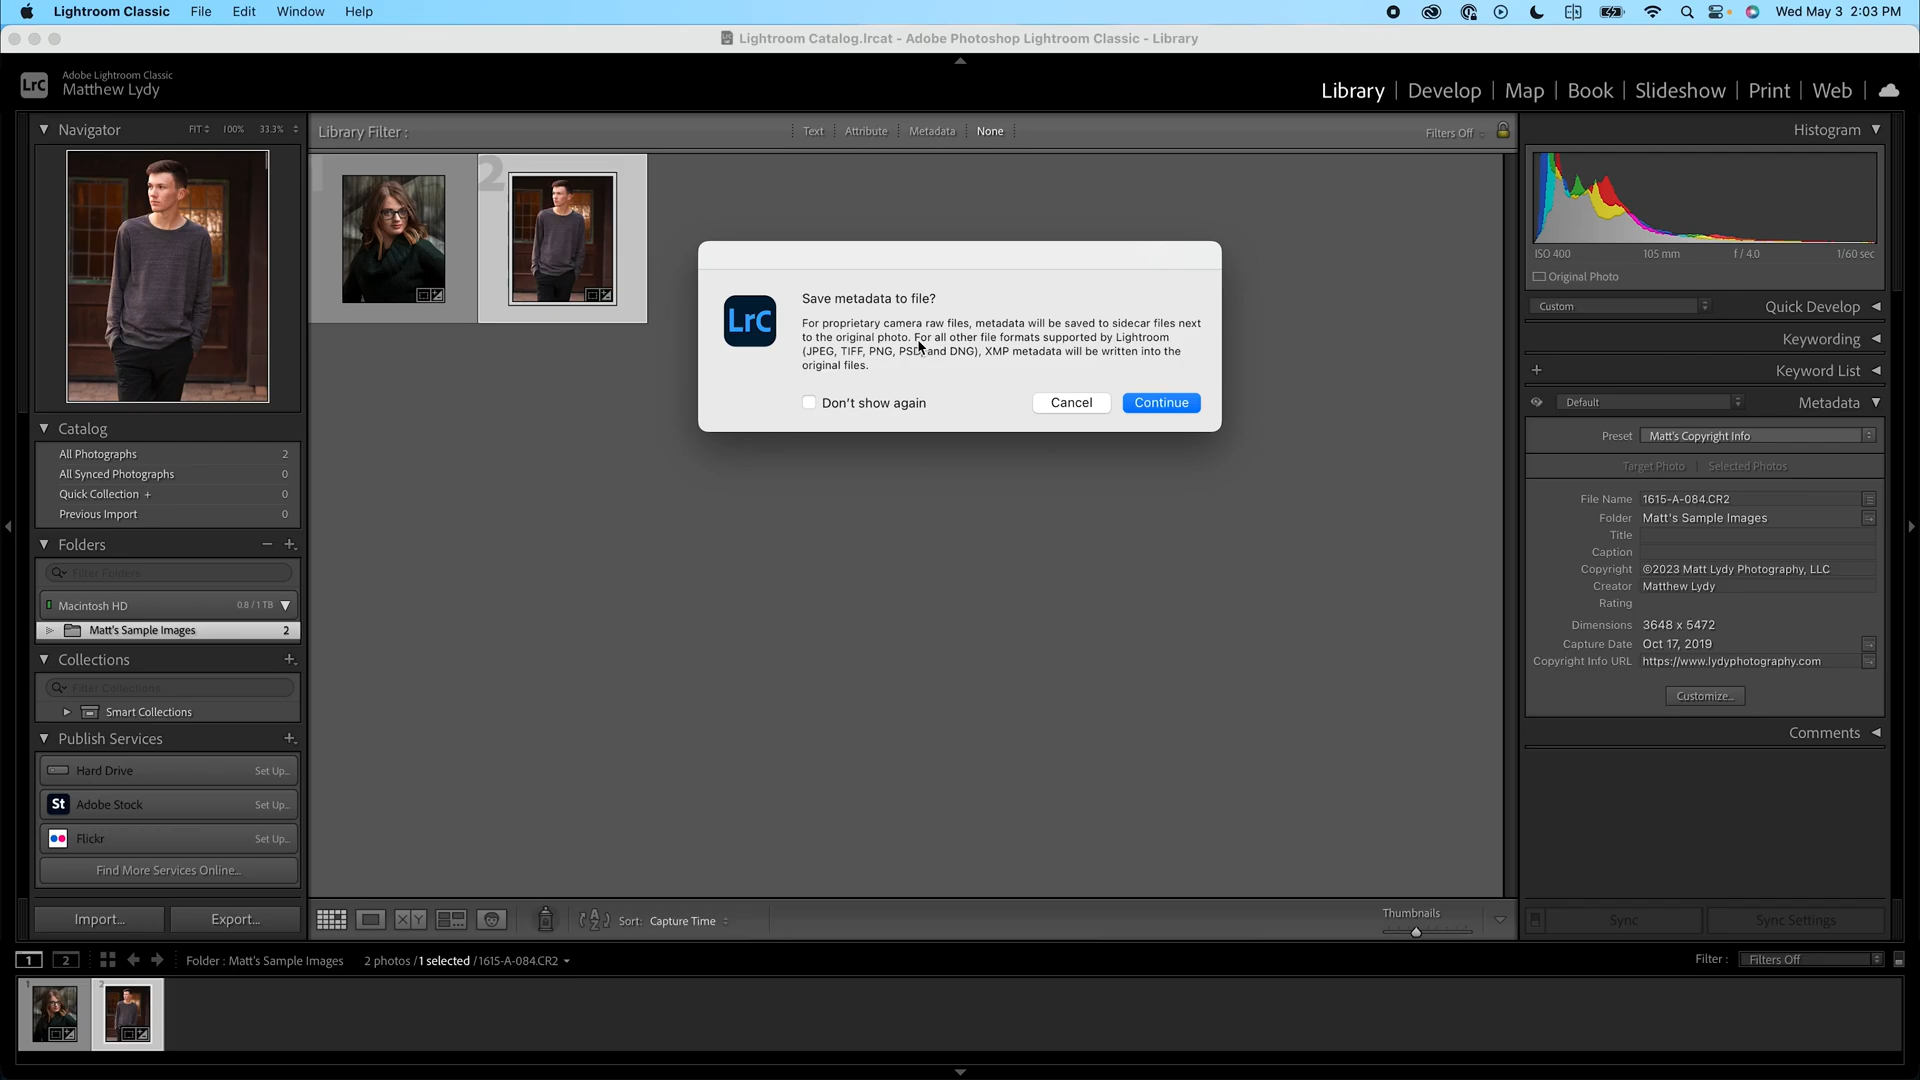 Lightroom Classic File Edit Window Help
Wed May 3 2:03 PM
Lightroom Catalog.lrcat - Adobe Photoshop Lightroom Classic - Library
LrC
Adobe Lightroom Classic
Matthew Lydy
Library | Develop | Map | Book | Slideshow | Print | Web
Navigator FIT 100% 33.3%
Catalog
All Photographs 2
All Synced Photographs 0
Quick Collection + 0
Previous Import 0
Folders
Filter Folders
Macintosh HD 0.8 / 1 TB
Matt's Sample Images 2
Collections
Filter Collections
Smart Collections
Publish Services
Hard Drive Set Up...
St Adobe Stock Set Up...
Flickr Set Up...
Find More Services Online...
Import... Export...
Library Filter : Text Attribute Metadata None Filters Off
1 2
LrC
Save metadata to file?
For proprietary camera raw files, metadata will be saved to sidecar files next
to the original photo. For all other file formats supported by Lightroom
(JPEG, TIFF, PNG, PSD and DNG), XMP metadata will be written into the
original files.
Don't show again Cancel Continue
X Y
A Z
Sort: Capture Time
Thumbnails
Histogram
ISO 400 105 mm f / 4.0 1/60 sec
Original Photo
Custom Quick Develop
Keywording
+ Keyword List
Default Metadata
Preset Matt's Copyright Info
Target Photo | Selected Photos
File Name 1615-A-084.CR2
Folder Matt's Sample Images
Title
Caption
Copyright ©2023 Matt Lydy Photography, LLC
Creator Matthew Lydy
Rating
Dimensions 3648 x 5472
Capture Date Oct 17, 2019
Copyright Info URL https://www.lydyphotography.com
Customize...
Comments
Sync Sync Settings
1 2 Folder : Matt's Sample Images 2 photos / 1 selected / 1615-A-084.CR2
Filter : Filters Off
1 2